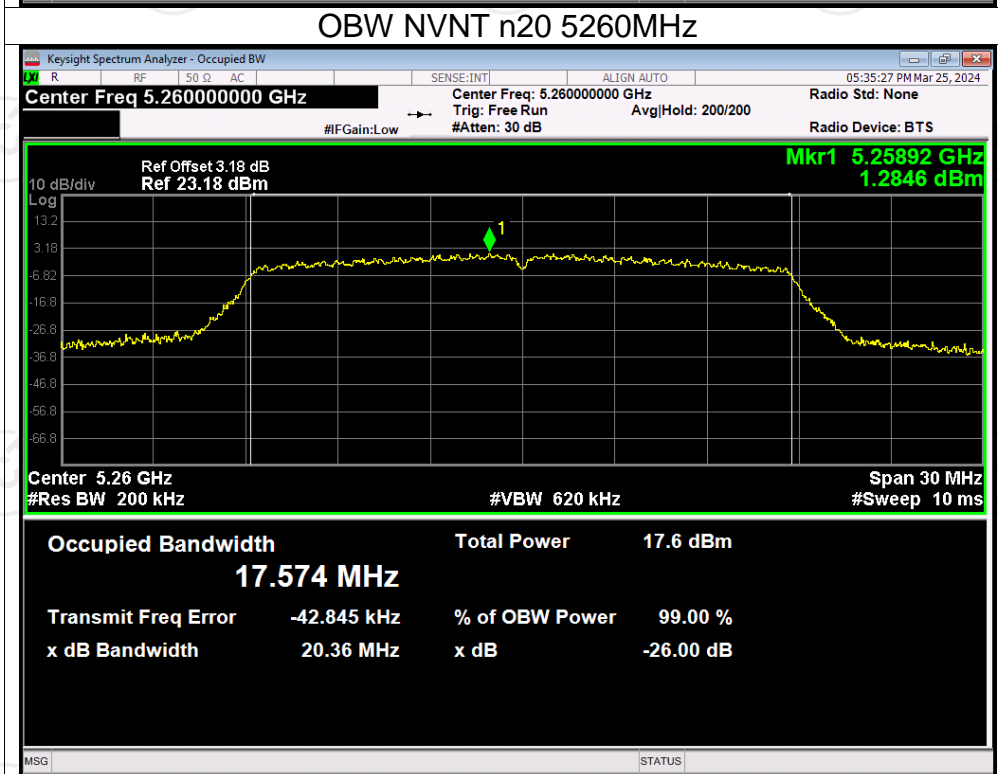 OBW NVNT n20 5260MHz
Keysight Spectrum Analyzer - Occupied BW
LXI R RF 50 Ω AC SENSE:INT ALIGN AUTO 05:35:27 PM Mar 25, 2024
Center Freq 5.260000000 GHz Center Freq: 5.260000000 GHz Radio Std: None
Trig: Free Run Avg|Hold: 200/200
#IFGain:Low #Atten: 30 dB Radio Device: BTS
Ref Offset 3.18 dB Mkr1 5.25892 GHz
10 dB/div Ref 23.18 dBm 1.2846 dBm
Log
13.2
1
3.18
-6.82
-16.8
-26.8
-36.8
-46.8
-56.8
-66.8
Center 5.26 GHz Span 30 MHz
#Res BW 200 kHz #VBW 620 kHz #Sweep 10 ms
Occupied Bandwidth Total Power 17.6 dBm
17.574 MHz
Transmit Freq Error -42.845 kHz % of OBW Power 99.00 %
x dB Bandwidth 20.36 MHz x dB -26.00 dB
MSG STATUS